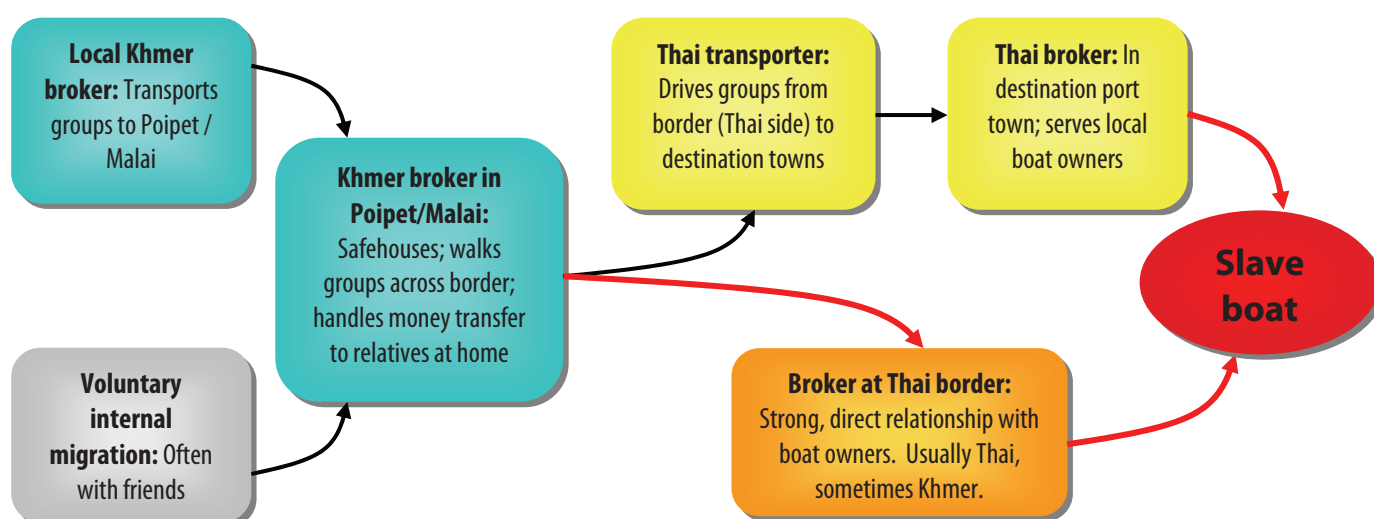 Local Khmer
broker: Transports
groups to Poipet /
Malai
Voluntary
internal
migration: Often
with friends
Khmer broker in
Poipet/Malai:
Safehouses; walks
groups across border;
handles money transfer
to relatives at home
Thai transporter:
Drives groups from
border (Thai side) to
destination towns
Thai broker: In
destination port
town; serves local
boat owners
Broker at Thai border:
Strong, direct relationship with
boat owners.  Usually Thai,
sometimes Khmer.
Slave
boat